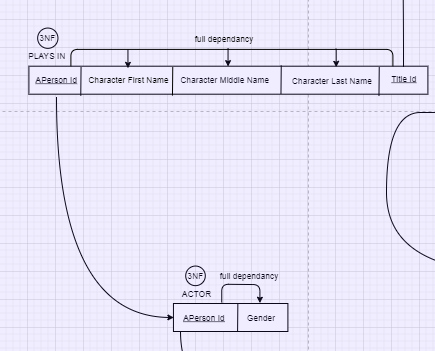 full dependancy
3NF
PLAYS IN
APerson Id Character First Name Character Middle Name Character Last Name Title Id
3NF full dependancy
ACTOR
APerson Id Gender